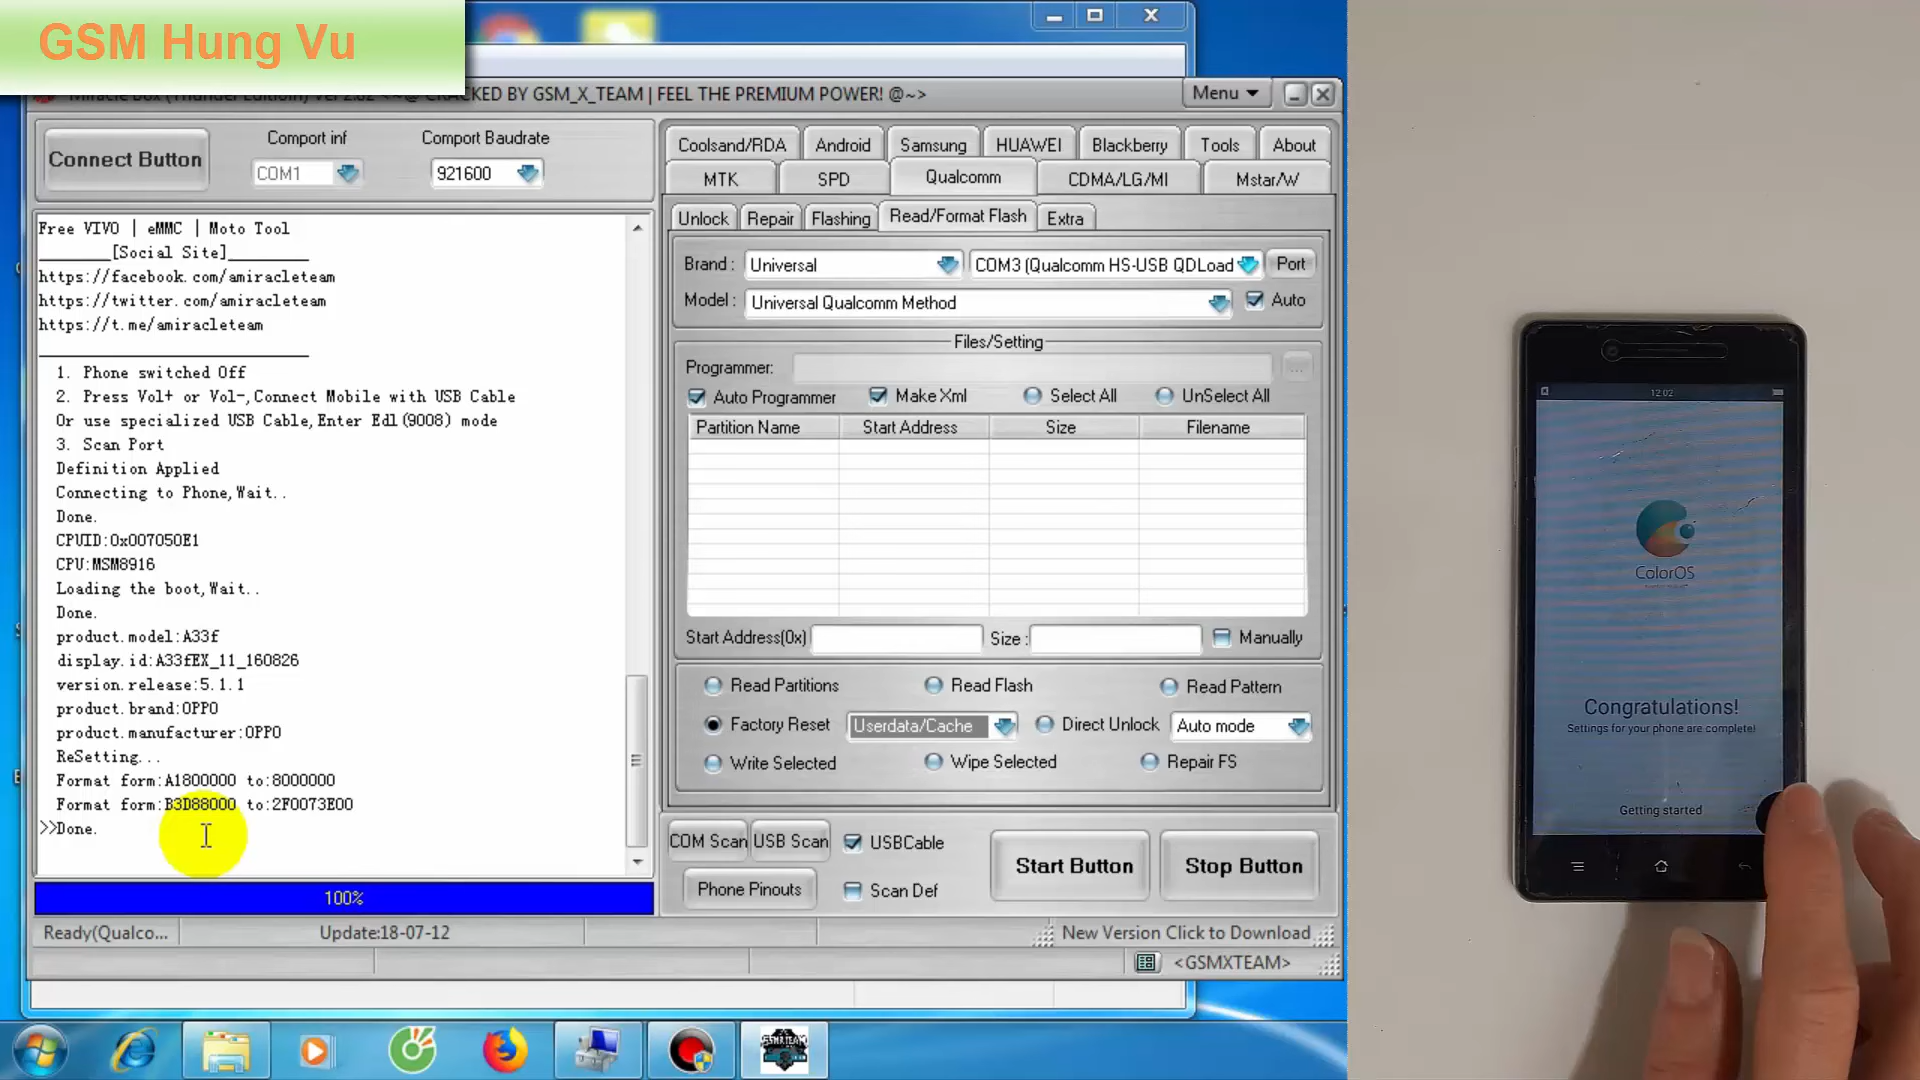 GSM Hung Vu
CRACKED BY GSM_X_TEAM | FEEL THE PREMIUM POWER! @~>
Menu
Connect Button
Comport inf
COM1
Comport Baudrate
921600
Free VIVO | eMMC | Moto Tool
________[Social Site]_________
https://facebook.com/amiracleteam
https://twitter.com/amiracleteam
https://t.me/amiracleteam
______________________________
1. Phone switched Off
2. Press Vol+ or Vol-,Connect Mobile with USB Cable
Or use specialized USB Cable,Enter Edl(9008) mode
3. Scan Port
Definition Applied
Connecting to Phone,Wait..
Done.
CPUID:0x007050E1
CPU:MSM8916
Loading the boot,Wait..
Done.
product.model:A33f
display.id:A33fEX_11_160826
version.release:5.1.1
product.brand:OPPO
product.manufacturer:OPPO
ReSetting...
Format form:A1800000 to:8000000
Format form:B3D88000 to:2F0073E00
>>Done.
100%
Ready(Qualco...
Update:18-07-12
New Version Click to Download
<GSMXTEAM>
Coolsand/RDA
Android
Samsung
HUAWEI
Blackberry
Tools
About
MTK
SPD
Qualcomm
CDMA/LG/MI
Mstar/W
Unlock
Repair
Flashing
Read/Format Flash
Extra
Brand :
Universal
COM3 (Qualcomm HS-USB QDLoad
Port
Model :
Universal Qualcomm Method
Auto
Files/Setting
Programmer:
...
Auto Programmer
Make Xml
Select All
UnSelect All
Partition Name
Start Address
Size
Filename
Start Address(0x)
Size :
Manually
Read Partitions
Read Flash
Read Pattern
Factory Reset
Userdata/Cache
Direct Unlock
Auto mode
Write Selected
Wipe Selected
Repair FS
COM Scan
USB Scan
USBCable
Phone Pinouts
Scan Def
Start Button
Stop Button
12:02
ColorOS
Congratulations!
Settings for your phone are complete!
Getting started